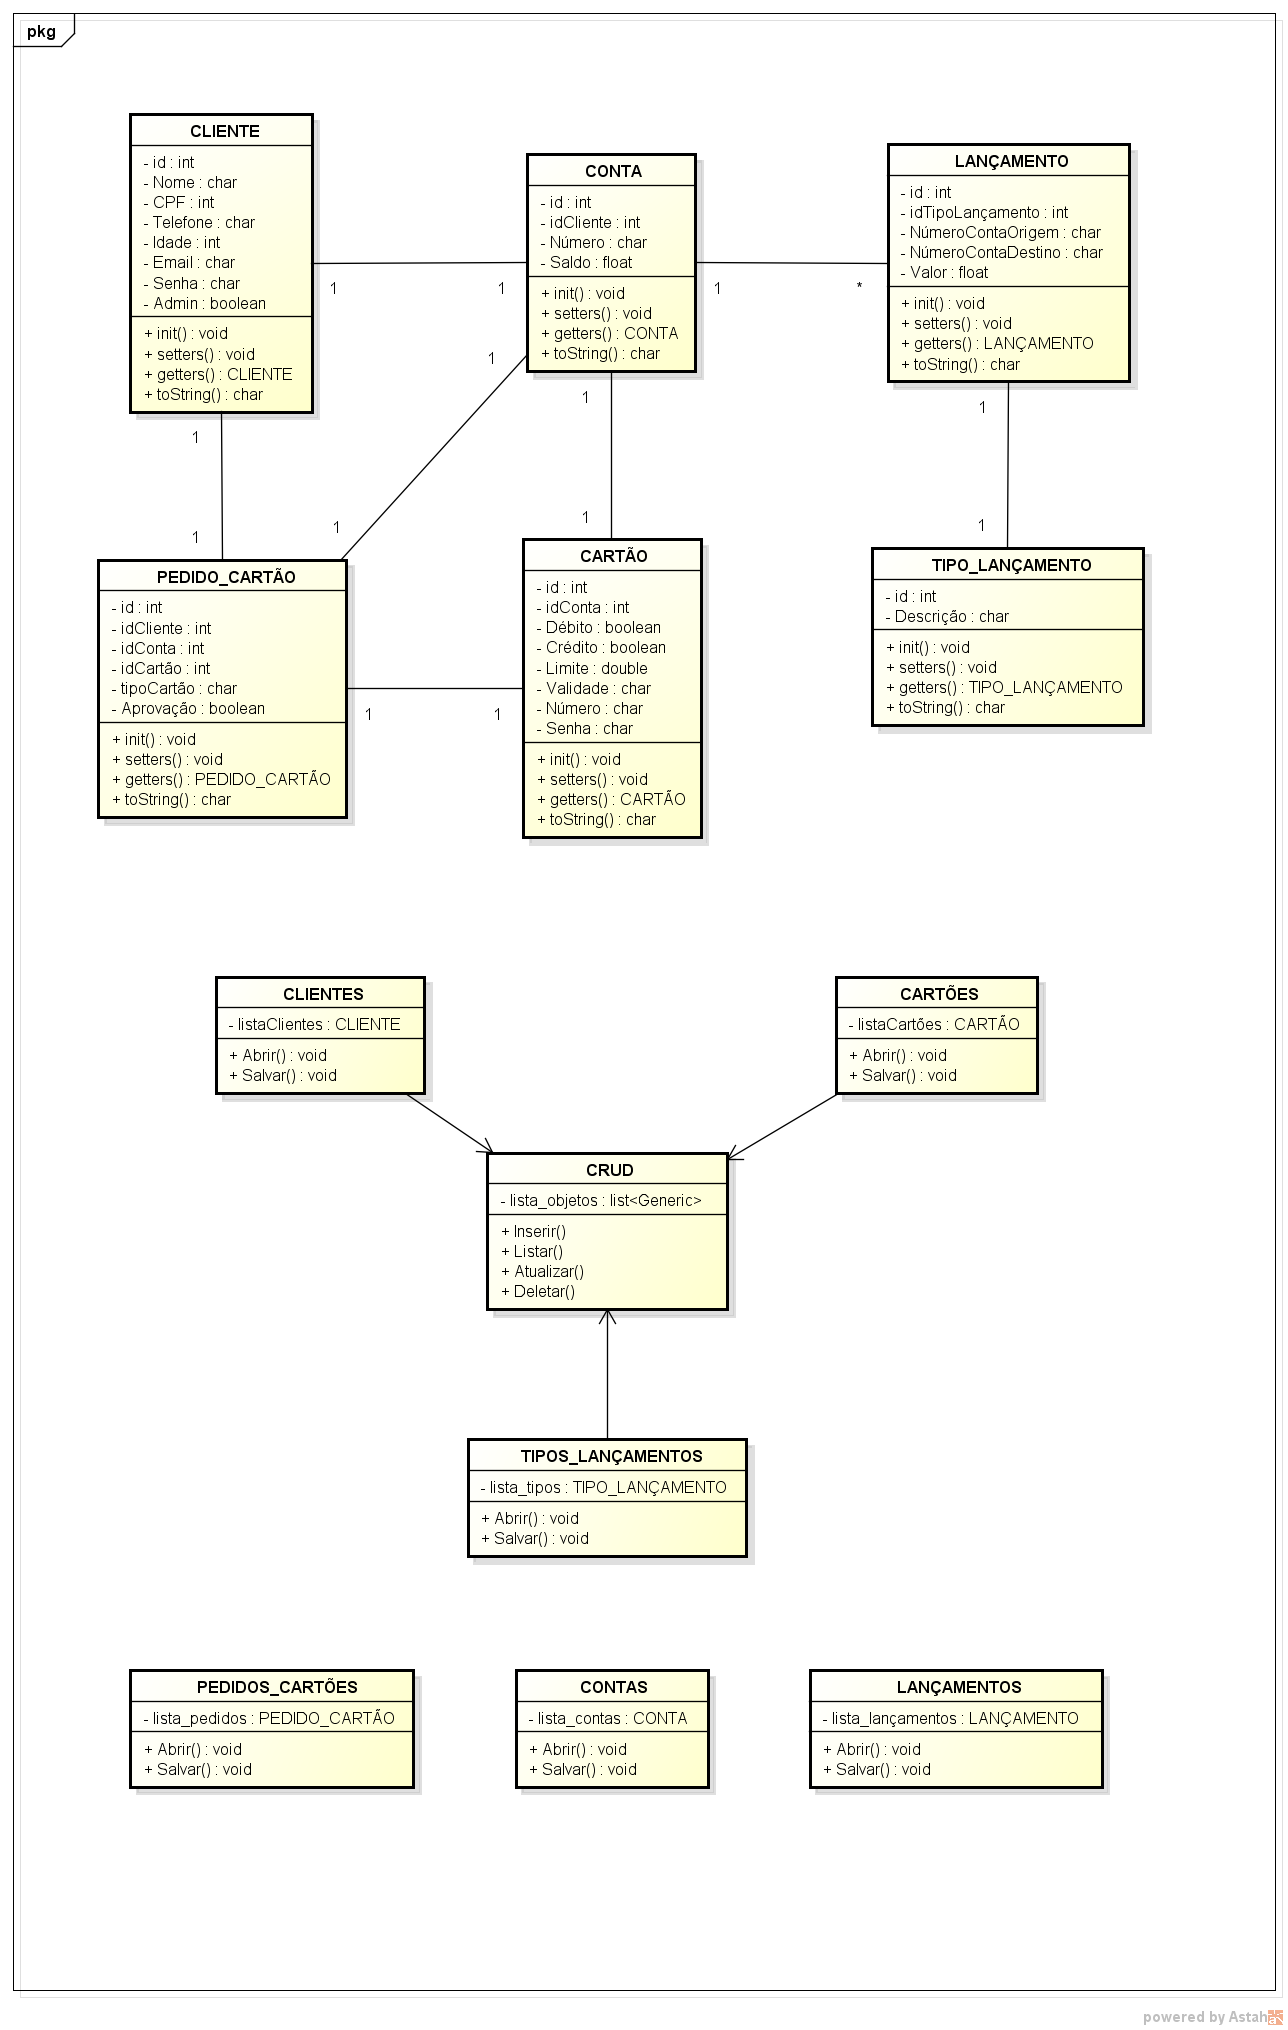 pkg
CLIENTE
- id : int
- Nome : char
- CPF : int
- Telefone : char
- Idade : int
- Email : char
- Senha : char
- Admin : boolean
+ init() : void
+ setters() : void
+ getters() : CLIENTE
+ toString() : char
CONTA
- id : int
- idCliente : int
- Número : char
- Saldo : float
+ init() : void
+ setters() : void
+ getters() : CONTA
+ toString() : char
LANÇAMENTO
- id : int
- idTipoLançamento : int
- NúmeroContaOrigem : char
- NúmeroContaDestino : char
- Valor : float
+ init() : void
+ setters() : void
+ getters() : LANÇAMENTO
+ toString() : char
1
1
1
*
1
1
1
1
1
1
1
1
PEDIDO_CARTÃO
- id : int
- idCliente : int
- idConta : int
- idCartão : int
- tipoCartão : char
- Aprovação : boolean
+ init() : void
+ setters() : void
+ getters() : PEDIDO_CARTÃO
+ toString() : char
1
1
CARTÃO
- id : int
- idConta : int
- Débito : boolean
- Crédito : boolean
- Limite : double
- Validade : char
- Número : char
- Senha : char
+ init() : void
+ setters() : void
+ getters() : CARTÃO
+ toString() : char
TIPO_LANÇAMENTO
- id : int
- Descrição : char
+ init() : void
+ setters() : void
+ getters() : TIPO_LANÇAMENTO
+ toString() : char
CLIENTES
- listaClientes : CLIENTE
+ Abrir() : void
+ Salvar() : void
CARTÕES
- listaCartões : CARTÃO
+ Abrir() : void
+ Salvar() : void
CRUD
- lista_objetos : list<Generic>
+ Inserir()
+ Listar()
+ Atualizar()
+ Deletar()
TIPOS_LANÇAMENTOS
- lista_tipos : TIPO_LANÇAMENTO
+ Abrir() : void
+ Salvar() : void
PEDIDOS_CARTÕES
- lista_pedidos : PEDIDO_CARTÃO
+ Abrir() : void
+ Salvar() : void
CONTAS
- lista_contas : CONTA
+ Abrir() : void
+ Salvar() : void
LANÇAMENTOS
- lista_lançamentos : LANÇAMENTO
+ Abrir() : void
+ Salvar() : void
powered by Astah